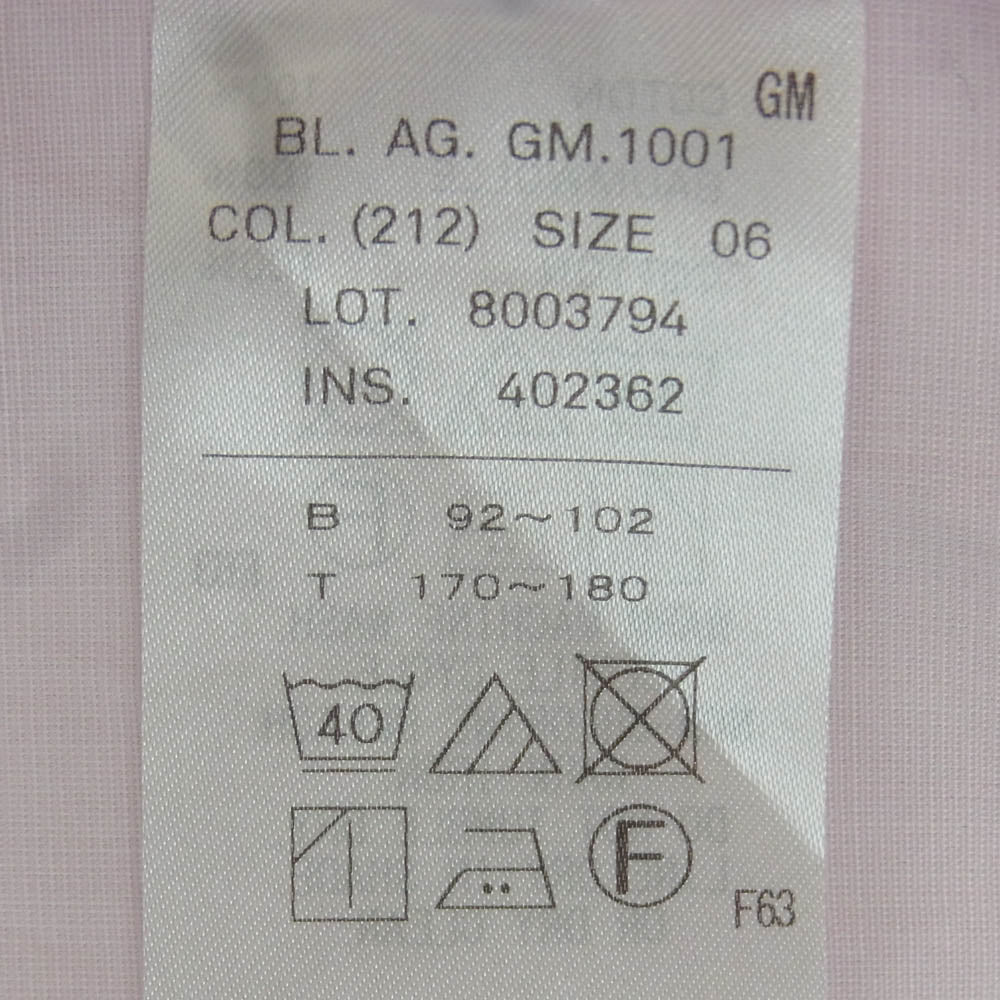 GM
BL. AG. GM.1001
COL. (212) SIZE 06
LOT. 8003794
INS. 402362
B 92~102
T 170~180
40
F
F63